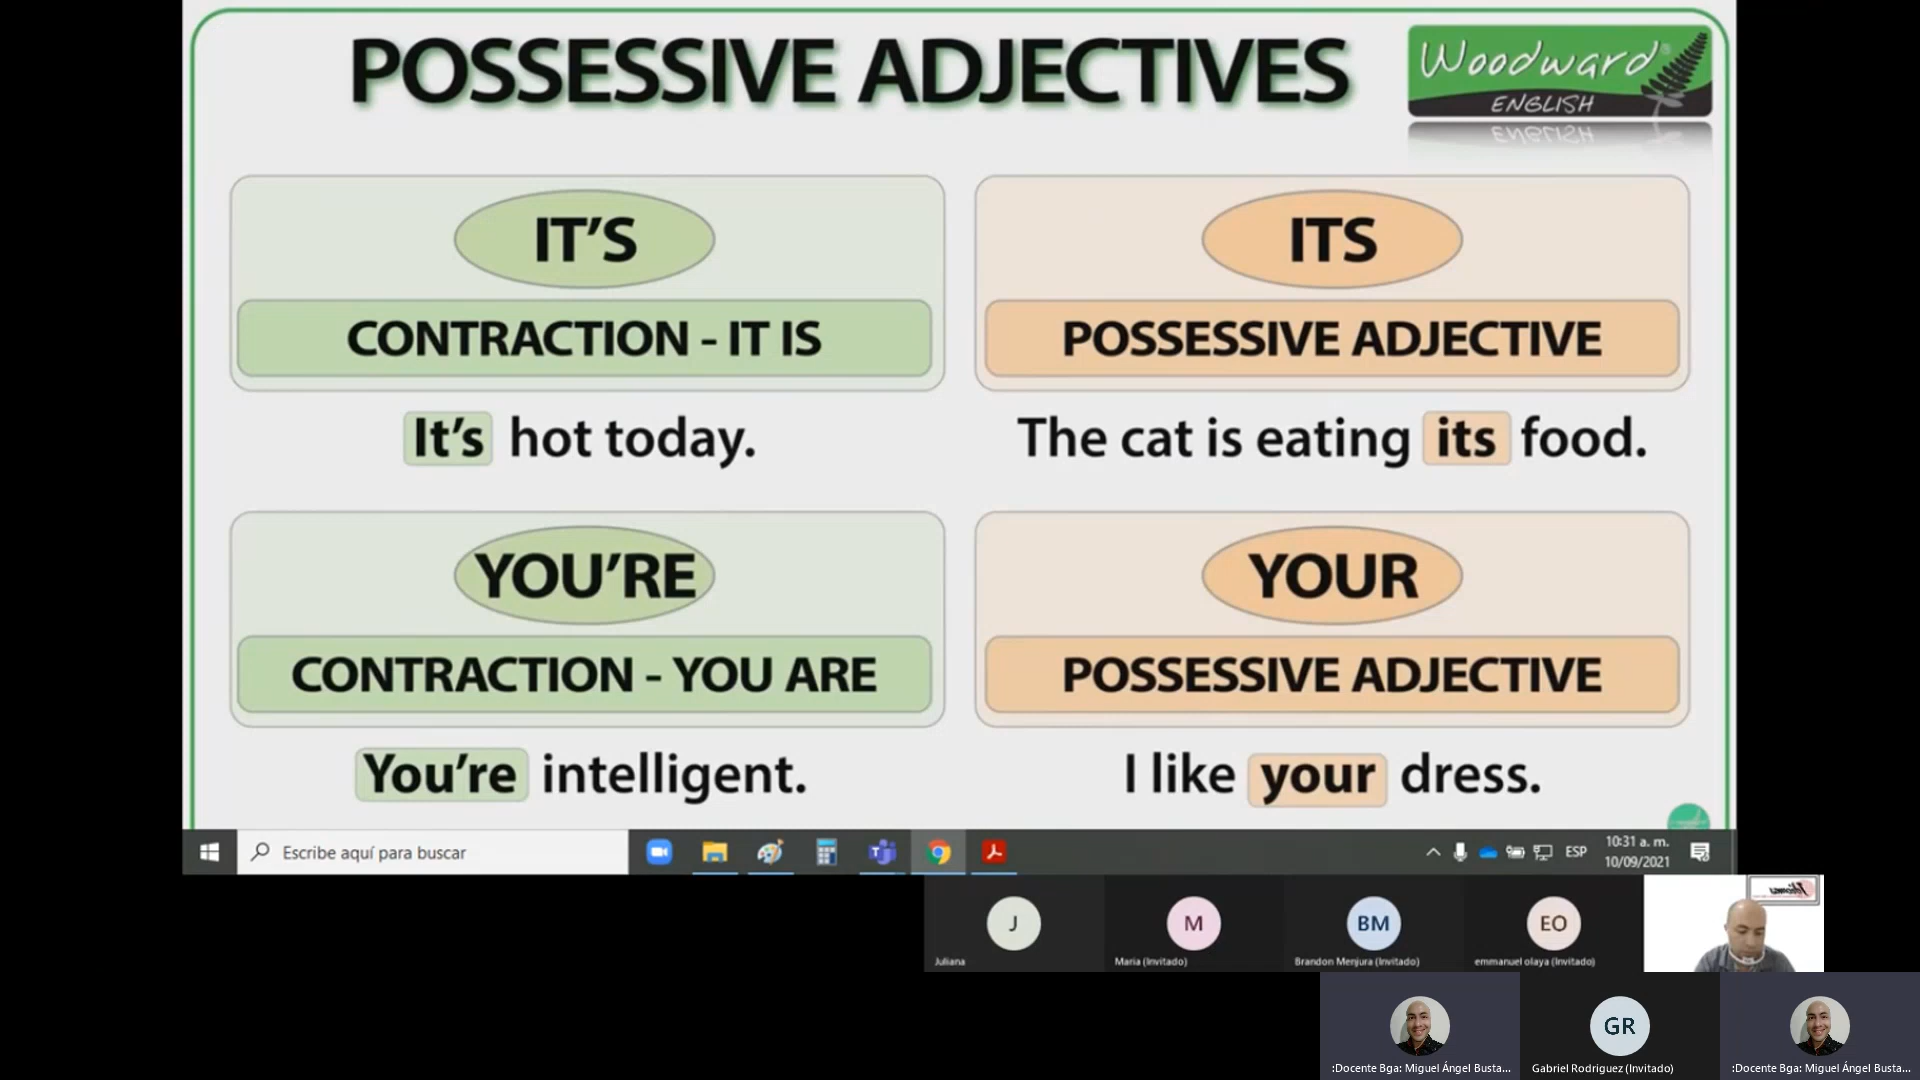 POSSESSIVE ADJECTIVES
Woodward®
ENGLISH
IT'S
ITS
CONTRACTION - IT IS
POSSESSIVE ADJECTIVE
It's hot today.
The cat is eating its food.
YOU'RE
YOUR
CONTRACTION - YOU ARE
POSSESSIVE ADJECTIVE
You're intelligent.
I like your dress.
Escribe aquí para buscar
ESP
10:31 a. m.
10/09/2021
J
M
BM
EO
Juliana
Maria (Invitado)
Brandon Menjura (Invitado)
emmanuel olaya (Invitado)
GR
:Docente Bga: Miguel Ángel Busta...
Gabriel Rodriguez (Invitado)
:Docente Bga: Miguel Ángel Busta...